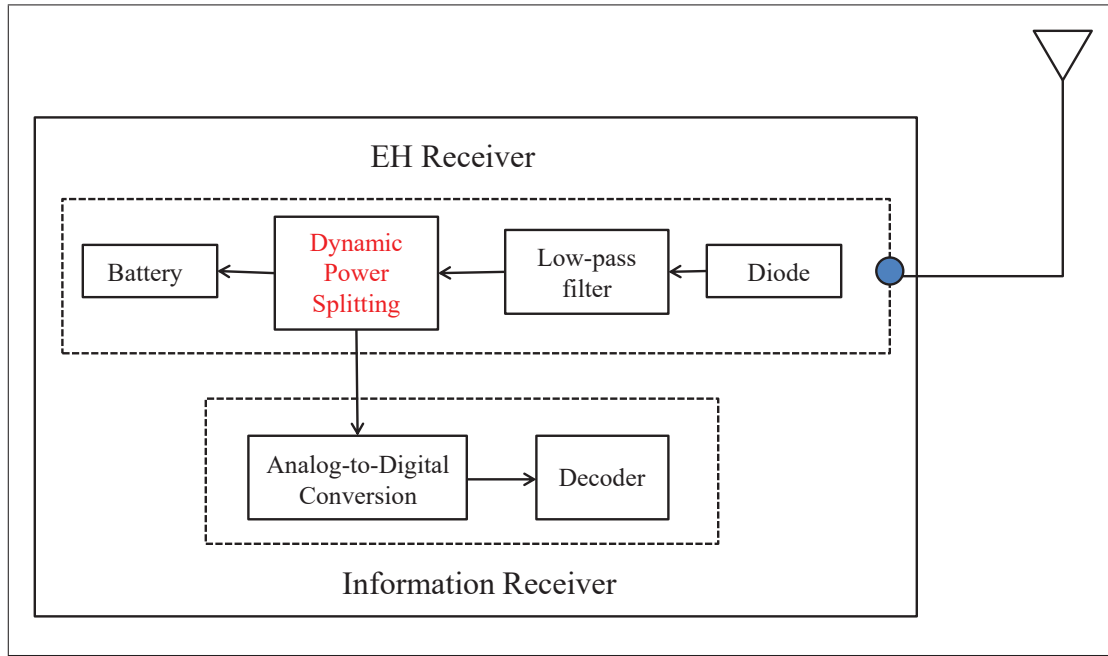 EH Receiver
Battery
Dynamic
Power
Splitting
Low-pass
filter
Diode
Analog-to-Digital
Conversion
Decoder
Information Receiver